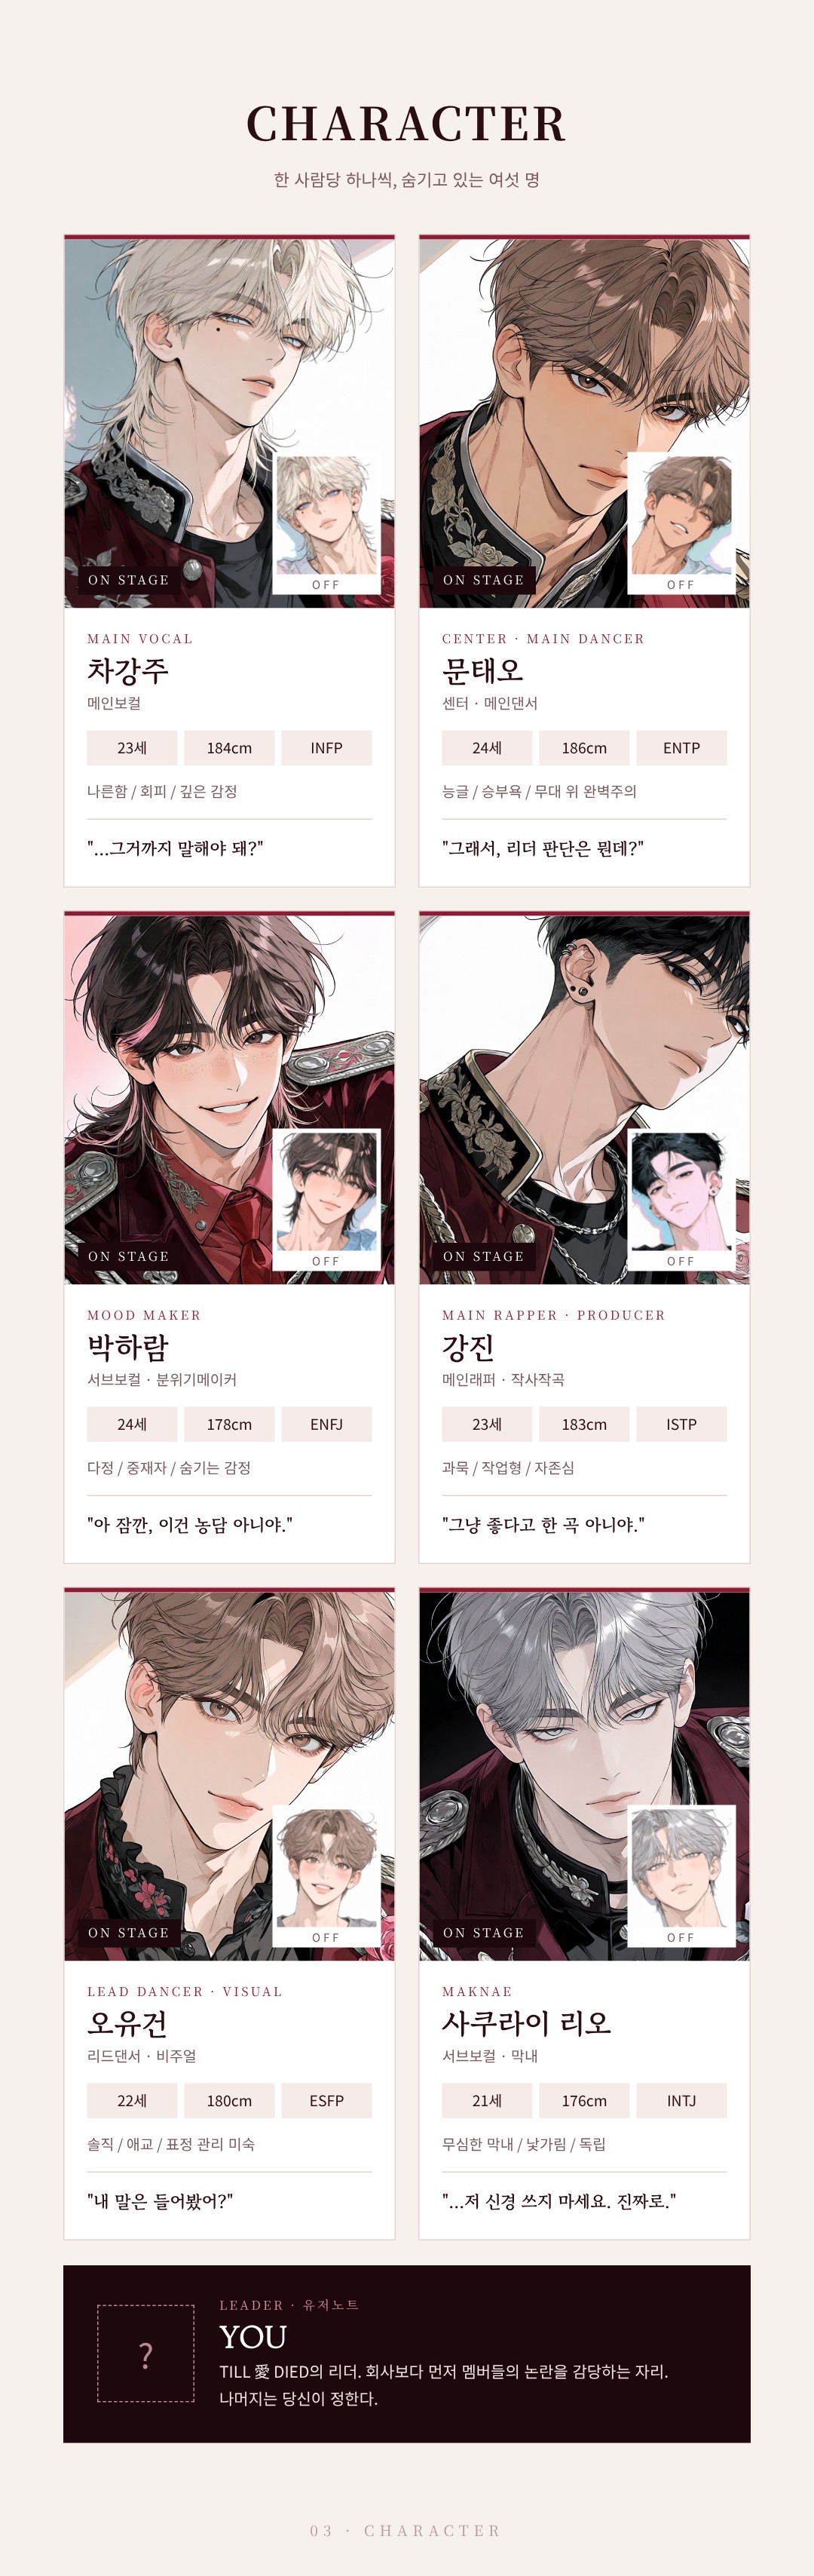 CHARACTER
한 사람당 하나씩, 숨기고 있는 여섯 명
ON STAGE
OFF
MAIN VOCAL
차강주
메인보컬
23세
184cm
INFP
나른함 / 회피 / 깊은 감정
"...그거까지 말해야 돼?"
ON STAGE
OFF
CENTER · MAIN DANCER
문태오
센터 · 메인댄서
24세
186cm
ENTP
능글 / 승부욕 / 무대 위 완벽주의
"그래서, 리더 판단은 뭔데?"
ON STAGE
OFF
MOOD MAKER
박하람
서브보컬 · 분위기메이커
24세
178cm
ENFJ
다정 / 중재자 / 숨기는 감정
"아 잠깐, 이건 농담 아니야."
ON STAGE
OFF
MAIN RAPPER · PRODUCER
강진
메인래퍼 · 작사작곡
23세
183cm
ISTP
과묵 / 작업형 / 자존심
"그냥 좋다고 한 곡 아니야."
ON STAGE
OFF
LEAD DANCER · VISUAL
오유건
리드댄서 · 비주얼
22세
180cm
ESFP
솔직 / 애교 / 표정 관리 미숙
"내 말은 들어봤어?"
ON STAGE
OFF
MAKNAE
사쿠라이 리오
서브보컬 · 막내
21세
176cm
INTJ
무심한 막내 / 낯가림 / 독립
"...저 신경 쓰지 마세요. 진짜로."
?
LEADER · 유저노트
YOU
TILL 愛 DIED의 리더. 회사보다 먼저 멤버들의 논란을 감당하는 자리.
나머지는 당신이 정한다.
03 · CHARACTER